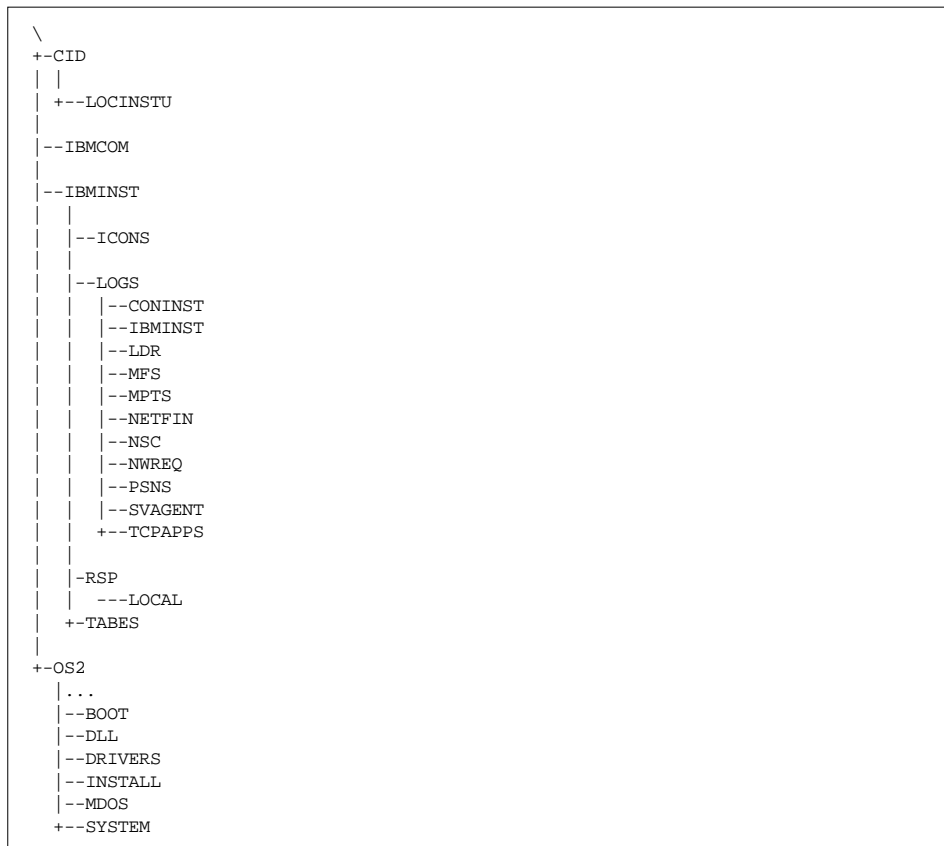 \
+-CID
| |
| +--LOCINSTU
|
|--IBMCOM
|
|--IBMINST
|  |
|  |--ICONS
|  |
|  |--LOGS
|  |  |--CONINST
|  |  |--IBMINST
|  |  |--LDR
|  |  |--MFS
|  |  |--MPTS
|  |  |--NETFIN
|  |  |--NSC
|  |  |--NWREQ
|  |  |--PSNS
|  |  |--SVAGENT
|  |  +--TCPAPPS
|  |
|  |-RSP
|  |  ---LOCAL
|  +-TABES
|
+-OS2
  |...
  |--BOOT
  |--DLL
  |--DRIVERS
  |--INSTALL
  |--MDOS
  +--SYSTEM